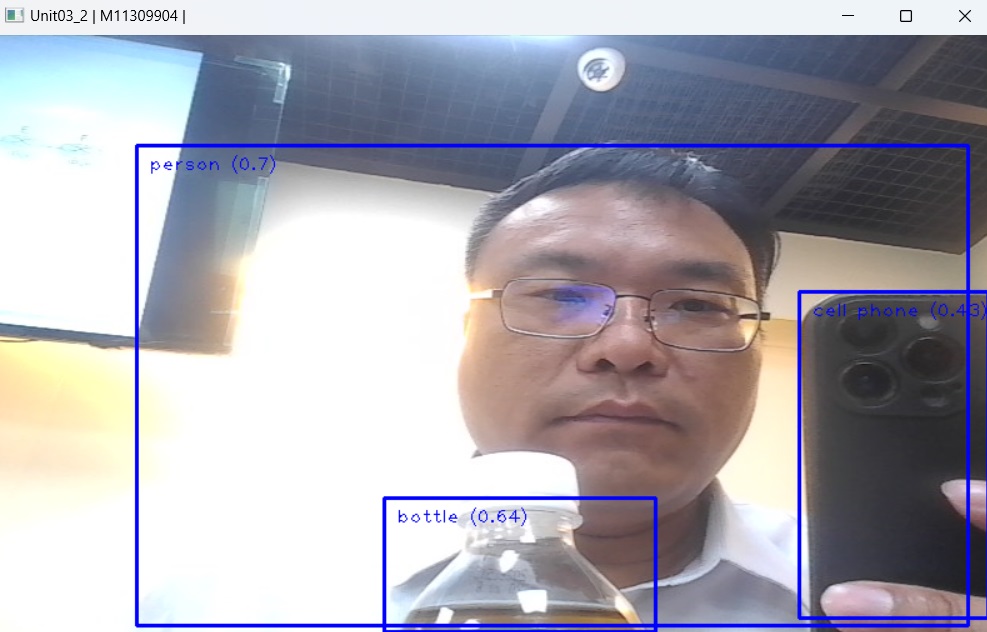 Unit03_2 | M11309904 |
person (0.7)
cell phone (0.43)
bottle (0.64)